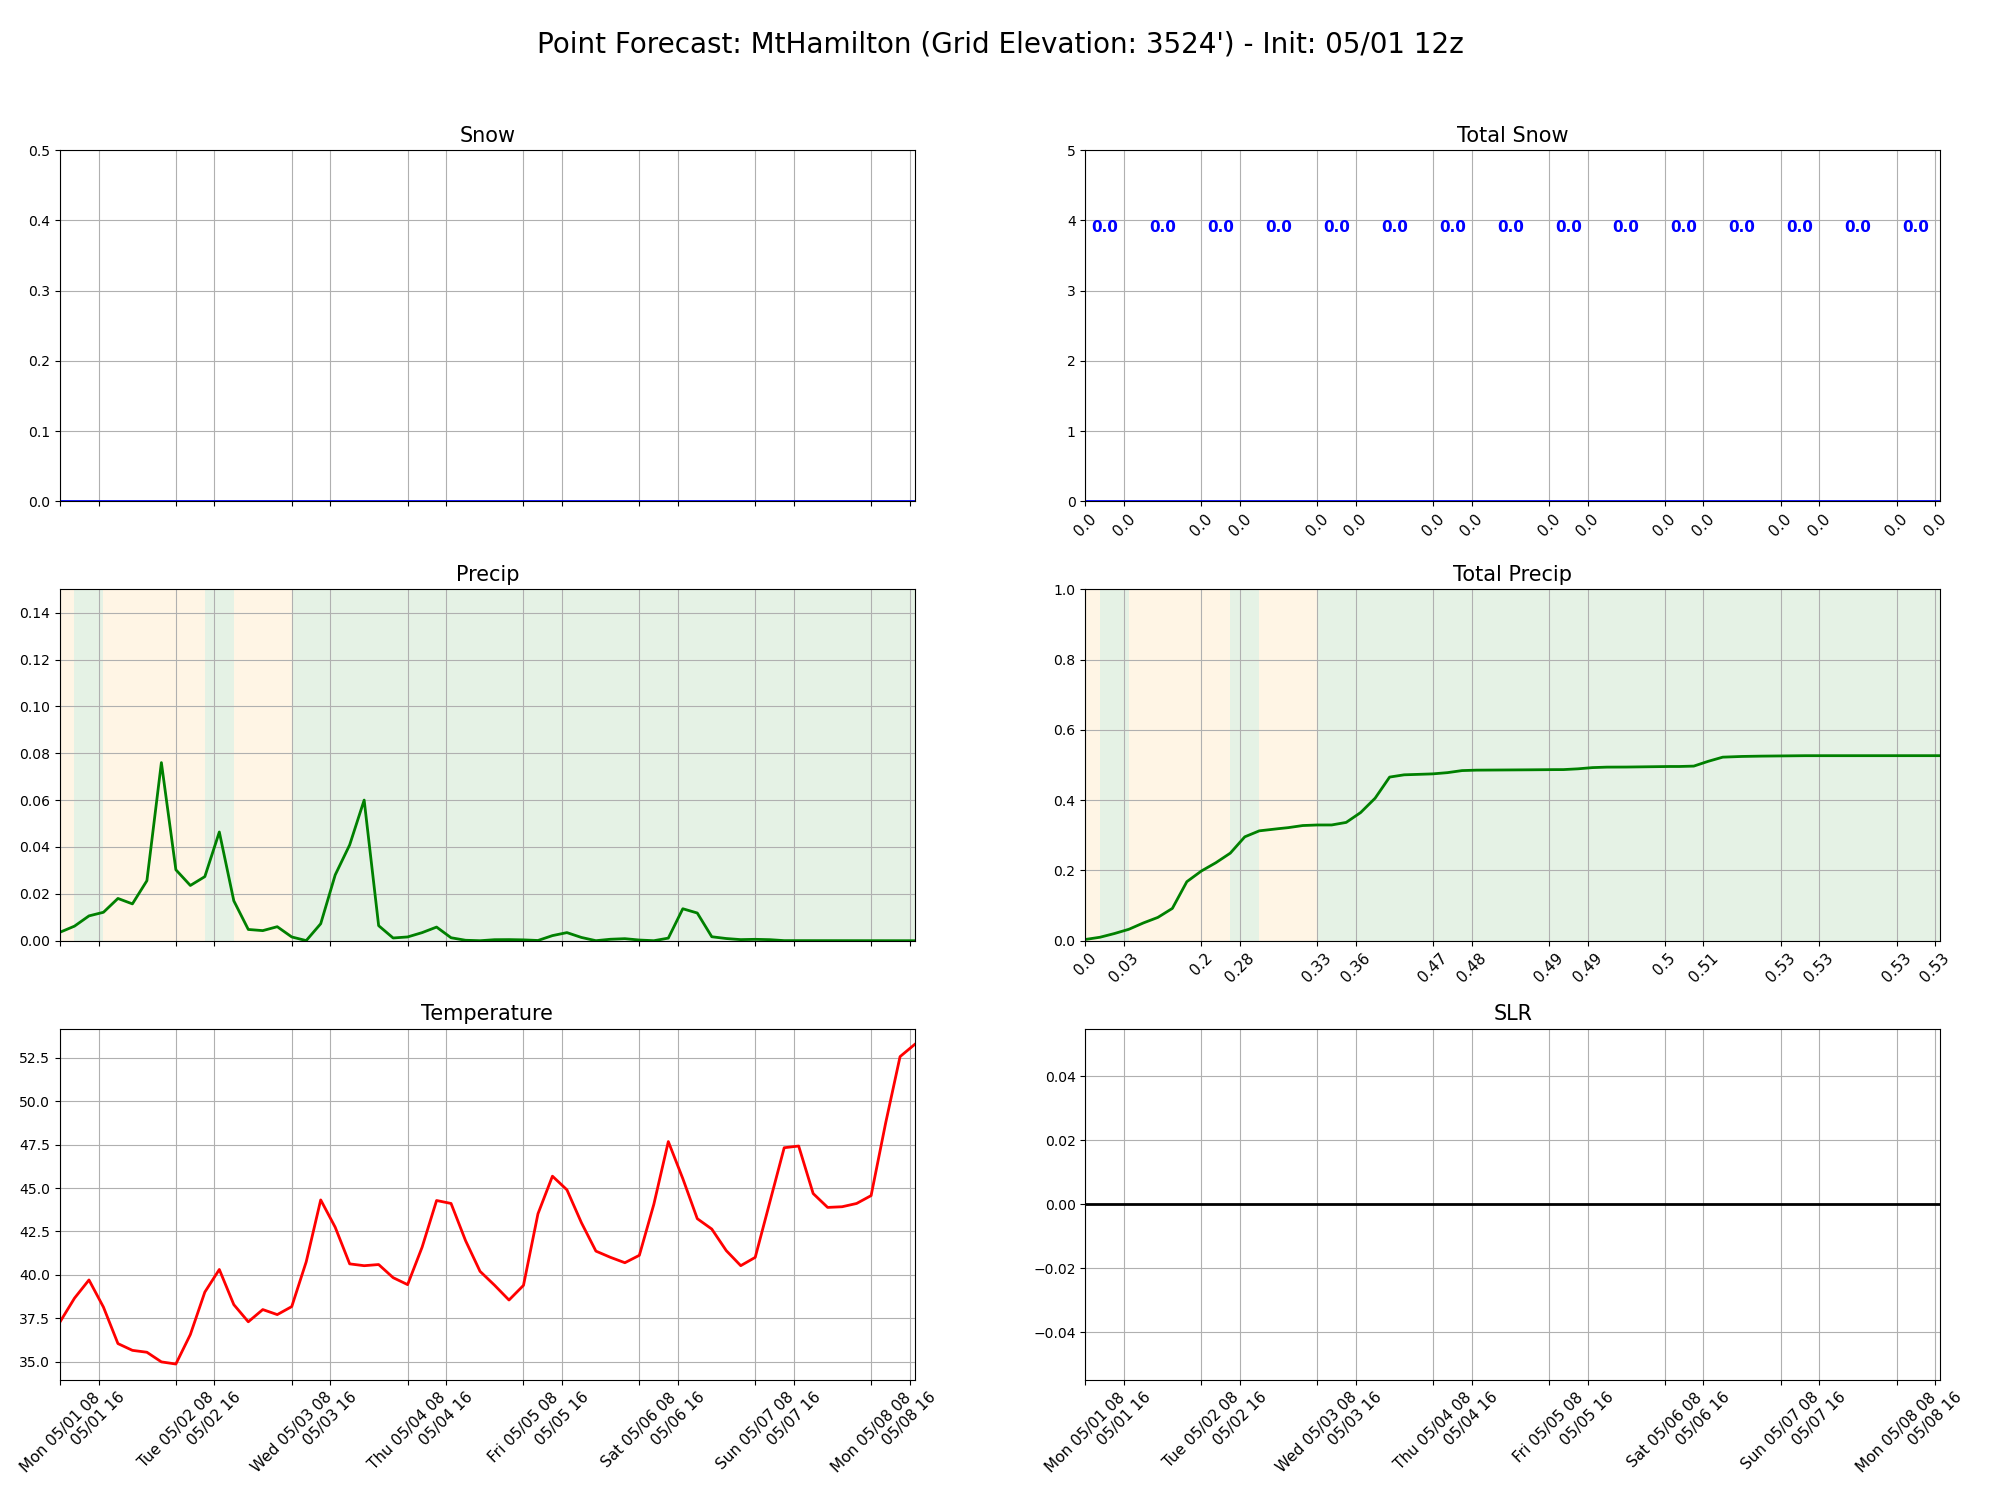 Point Forecast: MtHamilton (Grid Elevation: 3524') - Init: 05/01 12z
Snow
0.5
0.4
0.3
0.2
0.1
0.0
Total Snow
5
4
3
2
1
0
0.0 0.0 0.0 0.0 0.0 0.0 0.0 0.0 0.0 0.0 0.0 0.0 0.0 0.0 0.0
0.0 0.0 0.0 0.0 0.0 0.0 0.0 0.0 0.0 0.0 0.0 0.0 0.0 0.0 0.0 0.0
Precip
0.14
0.12
0.10
0.08
0.06
0.04
0.02
0.00
Total Precip
1.0
0.8
0.6
0.4
0.2
0.0
0.0 0.03 0.2 0.28 0.33 0.36 0.47 0.48 0.49 0.49 0.5 0.51 0.53 0.53 0.53 0.53
Temperature
52.5
50.0
47.5
45.0
42.5
40.0
37.5
35.0
Mon 05/01 08
05/01 16
Tue 05/02 08
05/02 16
Wed 05/03 08
05/03 16
Thu 05/04 08
05/04 16
Fri 05/05 08
05/05 16
Sat 05/06 08
05/06 16
Sun 05/07 08
05/07 16
Mon 05/08 08
05/08 16
SLR
0.04
0.02
0.00
−0.02
−0.04
Mon 05/01 08
05/01 16
Tue 05/02 08
05/02 16
Wed 05/03 08
05/03 16
Thu 05/04 08
05/04 16
Fri 05/05 08
05/05 16
Sat 05/06 08
05/06 16
Sun 05/07 08
05/07 16
Mon 05/08 08
05/08 16